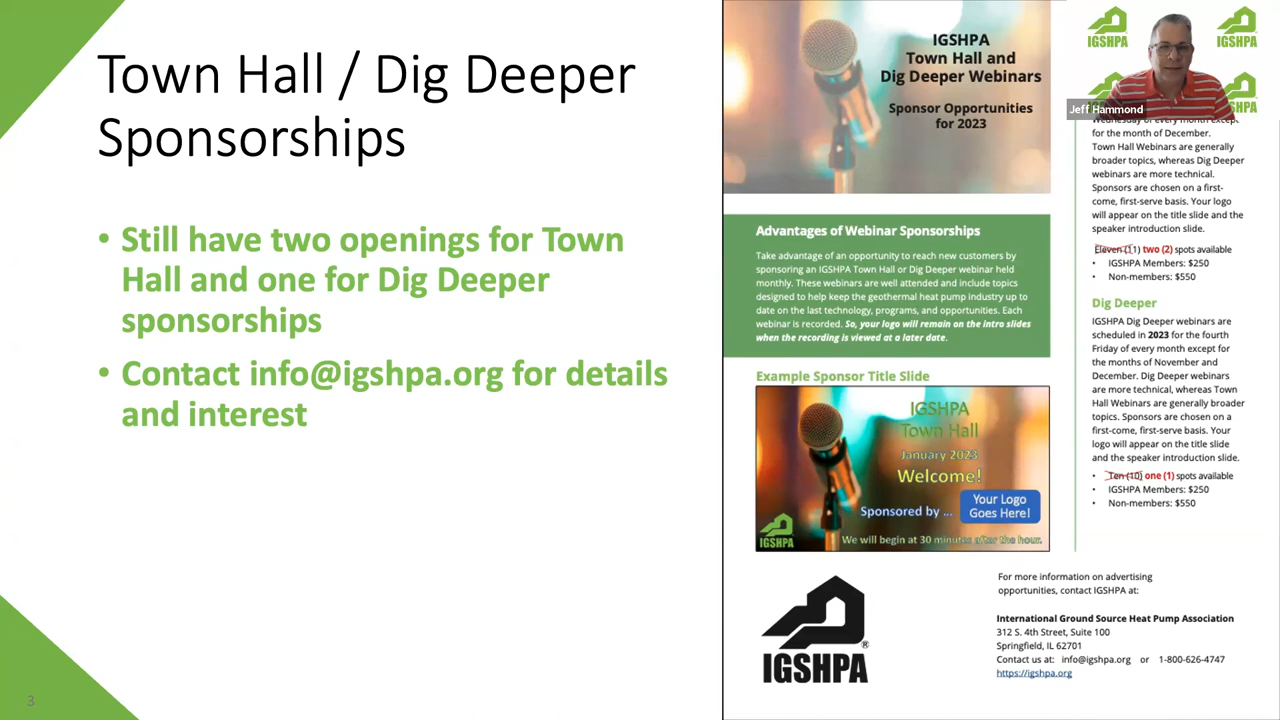 Town Hall / Dig Deeper
Sponsorships
• Still have two openings for Town
Hall and one for Dig Deeper
sponsorships
• Contact info@igshpa.org for details
and interest
3
IGSHPA
Town Hall and
Dig Deeper Webinars
Sponsor Opportunities
for 2023
Advantages of Webinar Sponsorships
Take advantage of an opportunity to reach new customers by
sponsoring an IGSHPA Town Hall or Dig Deeper webinar held
monthly. These webinars are well attended and include topics
designed to help keep the geothermal heat pump industry up to
date on the last technology, programs, and opportunities. Each
webinar is recorded. So, your logo will remain on the intro slides
when the recording is viewed at a later date.
Example Sponsor Title Slide
IGSHPA
Town Hall
January 2023
Welcome!
Sponsored by ...
Your Logo
Goes Here!
IGSHPA
We will begin at 30 minutes after the hour.
IGSHPA
IGSHPA
Jeff Hammond
Wednesday of every month except
for the month of December.
Town Hall Webinars are generally
broader topics, whereas Dig Deeper
webinars are more technical.
Sponsors are chosen on a first-
come, first-serve basis. Your logo
will appear on the title slide and the
speaker introduction slide.
Eleven (11) two (2) spots available
• IGSHPA Members: $250
• Non-members: $550
Dig Deeper
IGSHPA Dig Deeper webinars are
scheduled in 2023 for the fourth
Friday of every month except for
the months of November and
December. Dig Deeper webinars
are more technical, whereas Town
Hall Webinars are generally broader
topics. Sponsors are chosen on a
first-come, first-serve basis. Your
logo will appear on the title slide
and the speaker introduction slide.
• Ten (10) one (1) spots available
• IGSHPA Members: $250
• Non-members: $550
IGSHPA®
For more information on advertising
opportunities, contact IGSHPA at:
International Ground Source Heat Pump Association
312 S. 4th Street, Suite 100
Springfield, IL 62701
Contact us at: info@igshpa.org or 1-800-626-4747
https://igshpa.org